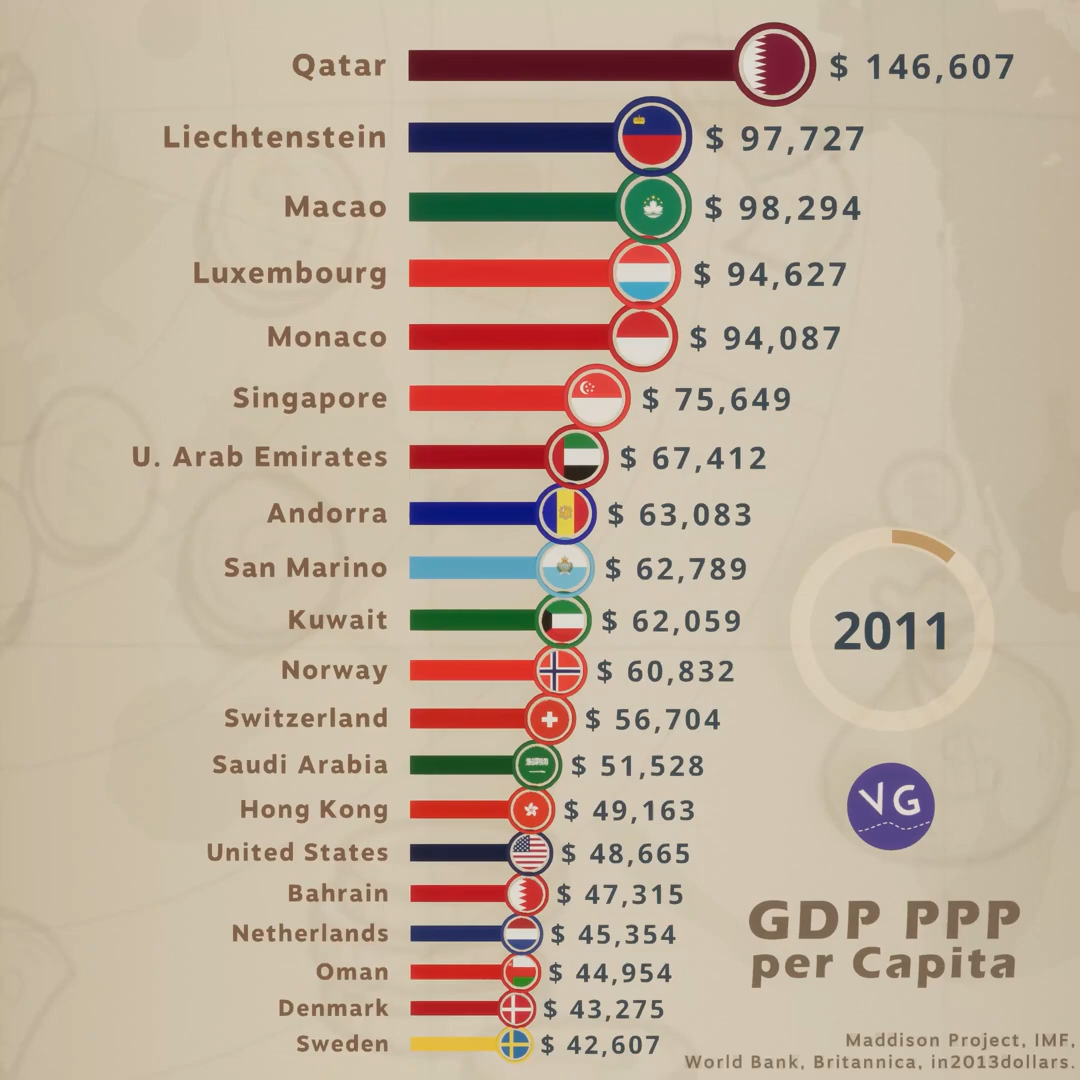 Qatar $ 146,607
Liechtenstein $ 97,727
Macao $ 98,294
Luxembourg $ 94,627
Monaco $ 94,087
Singapore $ 75,649
U. Arab Emirates $ 67,412
Andorra $ 63,083
San Marino $ 62,789
Kuwait $ 62,059
Norway $ 60,832
Switzerland $ 56,704
Saudi Arabia $ 51,528
Hong Kong $ 49,163
United States $ 48,665
Bahrain $ 47,315
Netherlands $ 45,354
Oman $ 44,954
Denmark $ 43,275
Sweden $ 42,607
2011
VG
GDP PPP
per Capita
Maddison Project, IMF,
World Bank, Britannica, in2013dollars.